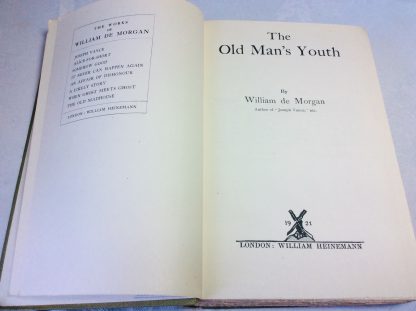 THE WORKS
OF
WILLIAM DE MORGAN
JOSEPH VANCE
ALICE-FOR-SHORT
SOMEHOW GOOD
IT NEVER CAN HAPPEN AGAIN
AN AFFAIR OF DISHONOUR
A LIKELY STORY
WHEN GHOST MEETS GHOST
THE OLD MADHOUSE
LONDON: WILLIAM HEINEMANN
The
Old Man's Youth
By
William de Morgan
Author of "Joseph Vance," etc.
1921
LONDON: WILLIAM HEINEMANN